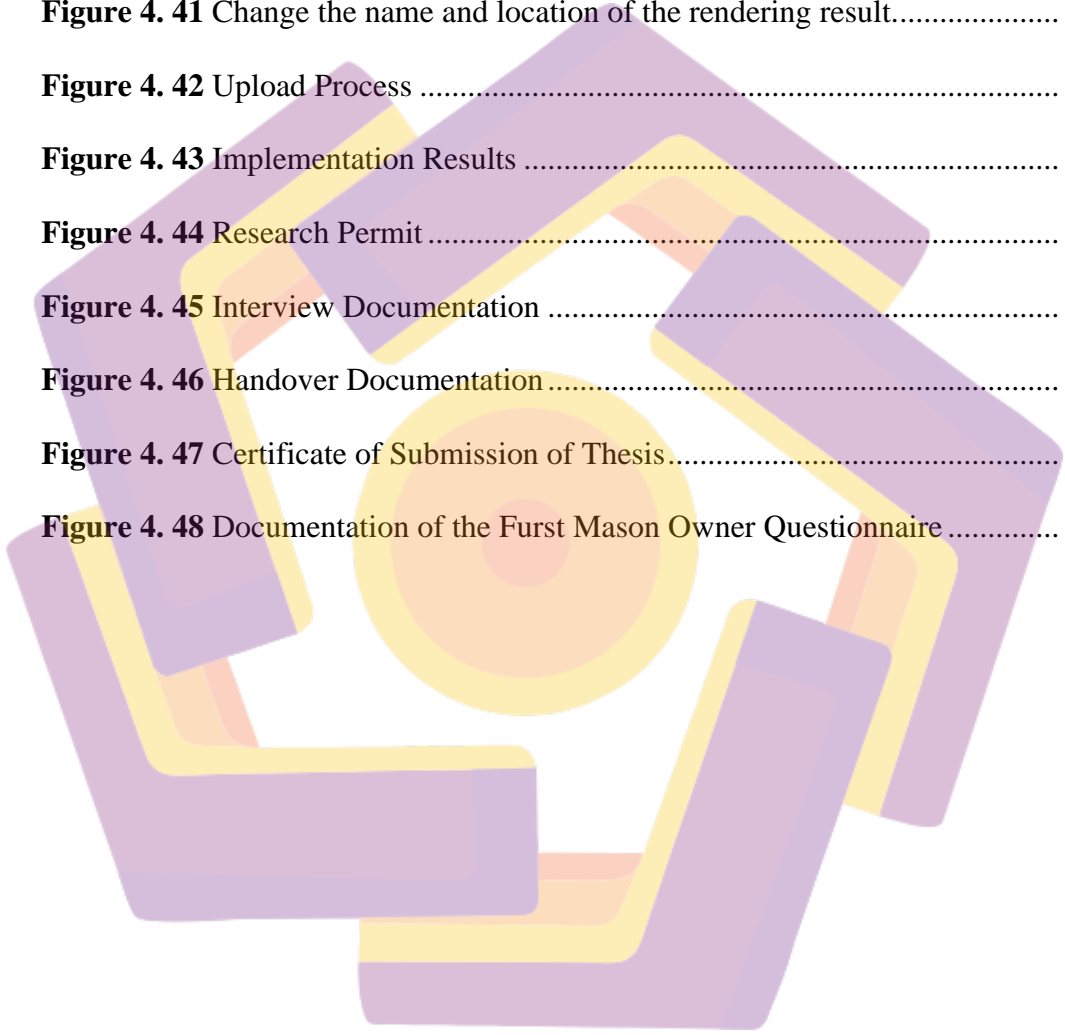 Figure 4. 41 Change the name and location of the rendering result.....................
Figure 4. 42 Upload Process ................................................................................
Figure 4. 43 Implementation Results ...................................................................
Figure 4. 44 Research Permit ...............................................................................
Figure 4. 45 Interview Documentation ................................................................
Figure 4. 46 Handover Documentation ................................................................
Figure 4. 47 Certificate of Submission of Thesis.................................................
Figure 4. 48 Documentation of the Furst Mason Owner Questionnaire ..............